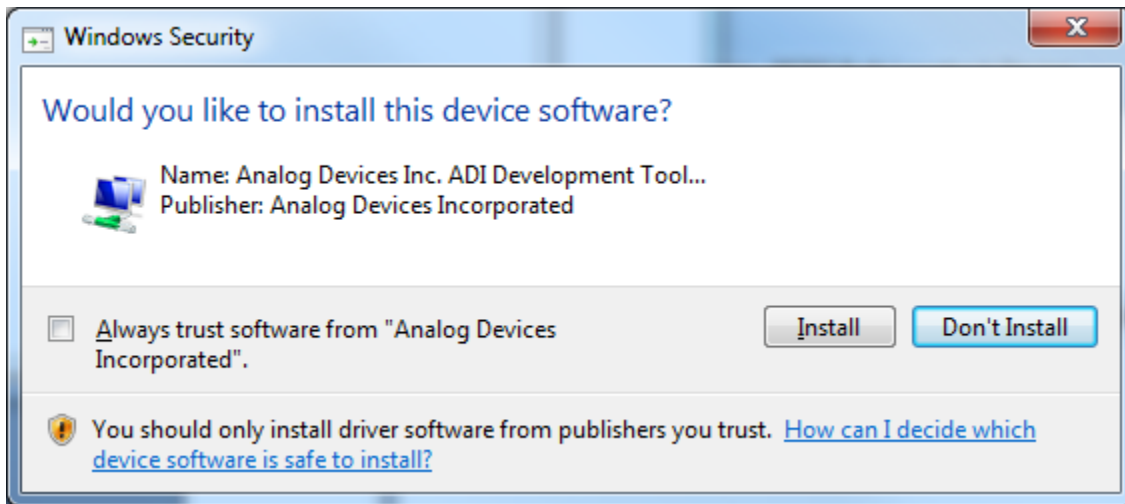 Windows Security
Would you like to install this device software?
Name: Analog Devices Inc. ADI Development Tool...
Publisher: Analog Devices Incorporated
Always trust software from "Analog Devices
Incorporated".
Install
Don't Install
You should only install driver software from publishers you trust. How can I decide which
device software is safe to install?